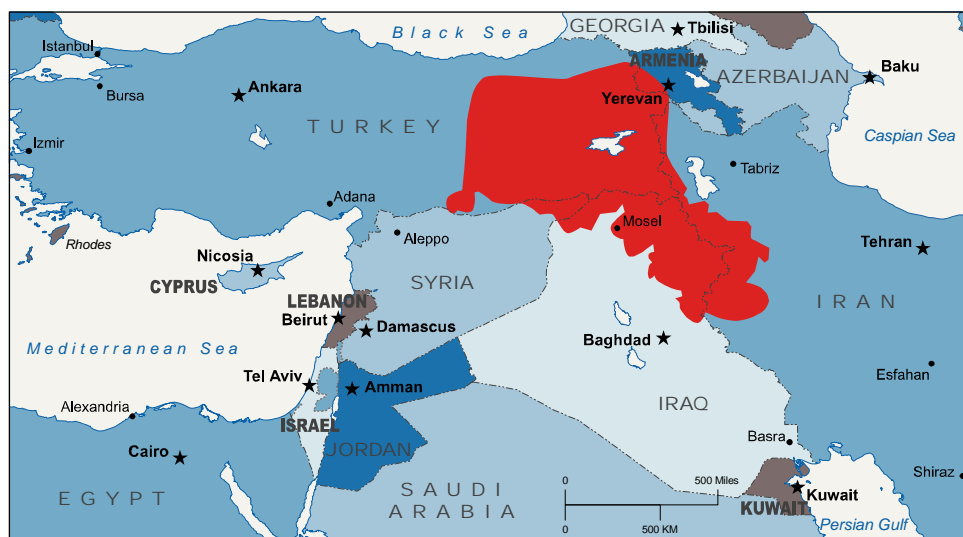 Black Sea
GEORGIA
Tbilisi
Istanbul
ARMENIA
AZERBAIJAN
Baku
Bursa
Ankara
Yerevan
TURKEY
Caspian Sea
Izmir
Tabriz
Adana
Rhodes
Aleppo
Mosel
Tehran
Nicosia
CYPRUS
SYRIA
LEBANON
IRAN
Beirut
Damascus
Baghdad
Mediterranean Sea
Tel Aviv
Amman
Esfahan
Alexandria
IRAQ
ISRAEL
Cairo
JORDAN
Basra
EGYPT
SAUDI
ARABIA
0
500 Miles
0
500 KM
KUWAIT
Kuwait
Shiraz
Persian Gulf